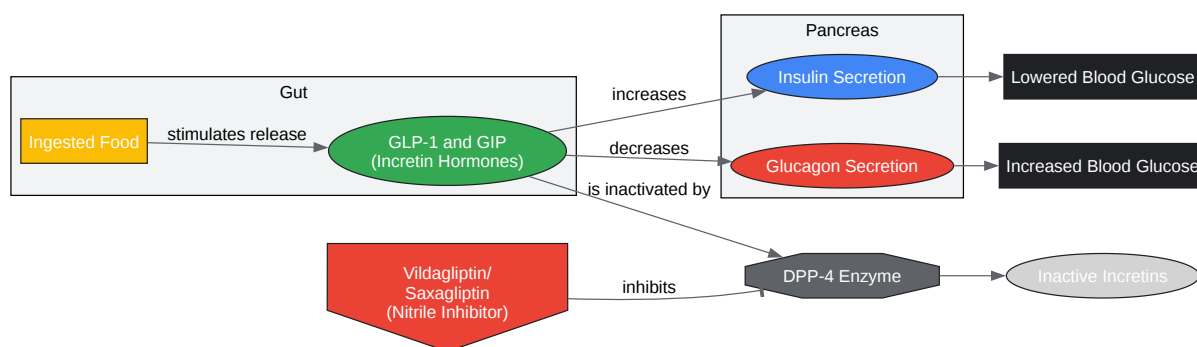 Pancreas
Insulin Secretion
Lowered Blood Glucose
increases
Gut
Ingested Food
stimulates release
GLP-1 and GIP
(Incretin Hormones)
decreases
Glucagon Secretion
Increased Blood Glucose
is inactivated by
Vildagliptin/
Saxagliptin
(Nitrile Inhibitor)
inhibits
DPP-4 Enzyme
Inactive Incretins